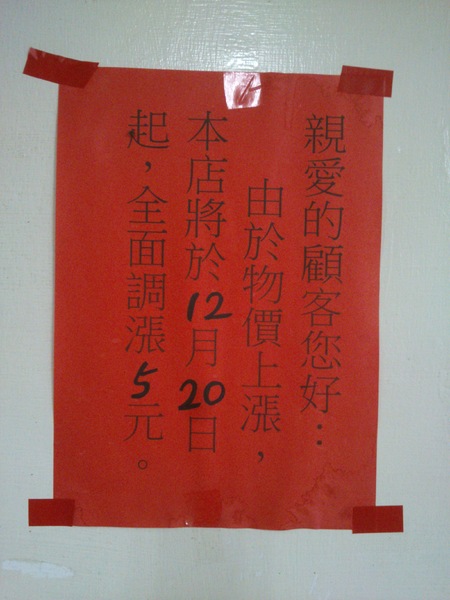 親愛的顧客您好：
由於物價上漲，
本店將於12月20日
起，全面調漲5元。